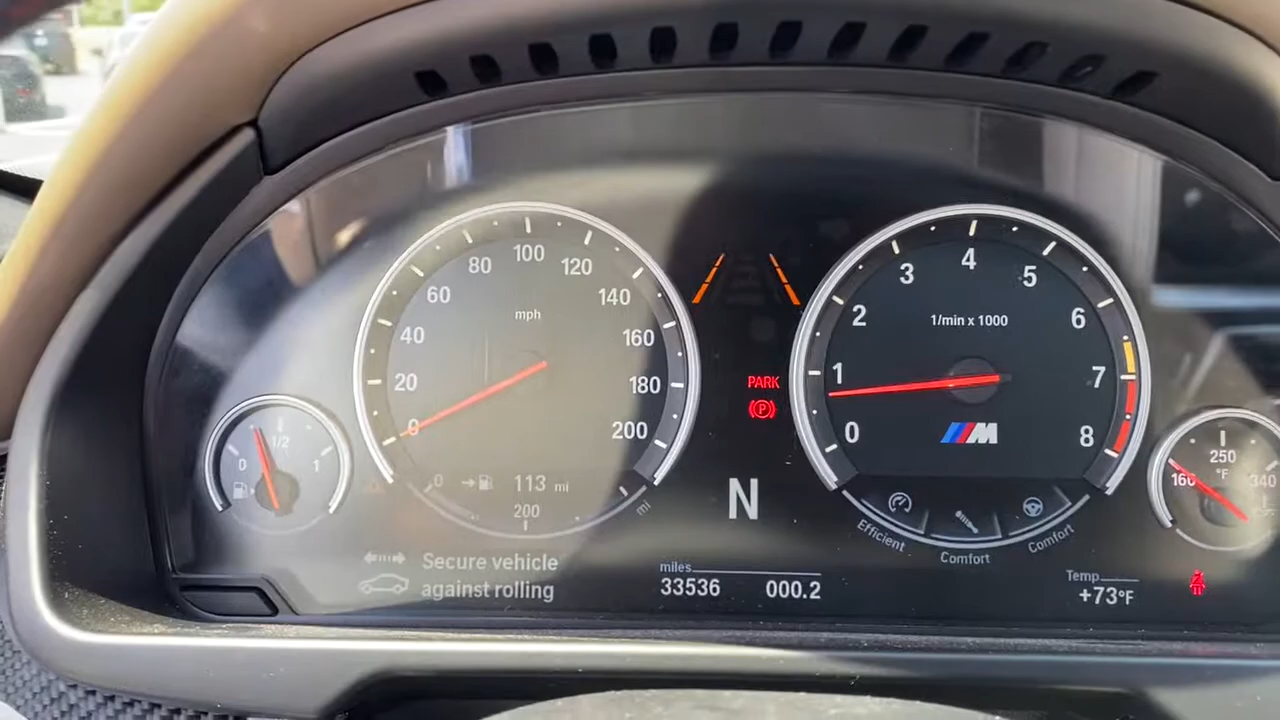 100
80
120
60
140
mph
40
160
20
180
0
200
0
113 mi
200
mi
1/2
0
1
PARK
P
N
4
3
5
2
6
1/min x 1000
1
7
M
0
8
Efficient
Comfort
Comfort
250
°F
160
340
Secure vehicle
against rolling
miles
33536 000.2
Temp
+73°F